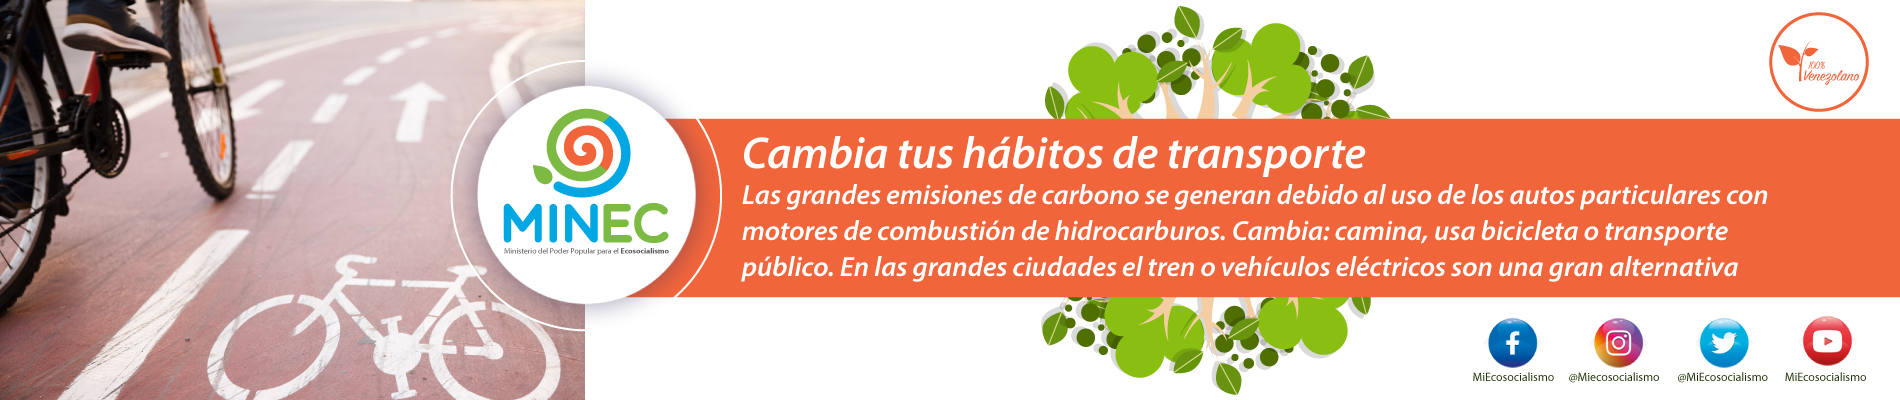 100%
Venezolano
Cambia tus hábitos de transporte
Las grandes emisiones de carbono se generan debido al uso de los autos particulares con
motores de combustión de hidrocarburos. Cambia: camina, usa bicicleta o transporte
público. En las grandes ciudades el tren o vehículos eléctricos son una gran alternativa
MINEC
Ministerio del Poder Popular para el Ecosocialismo
MiEcosocialismo
@Miecosocialismo
@MiEcosocialismo
MiEcosocialismo